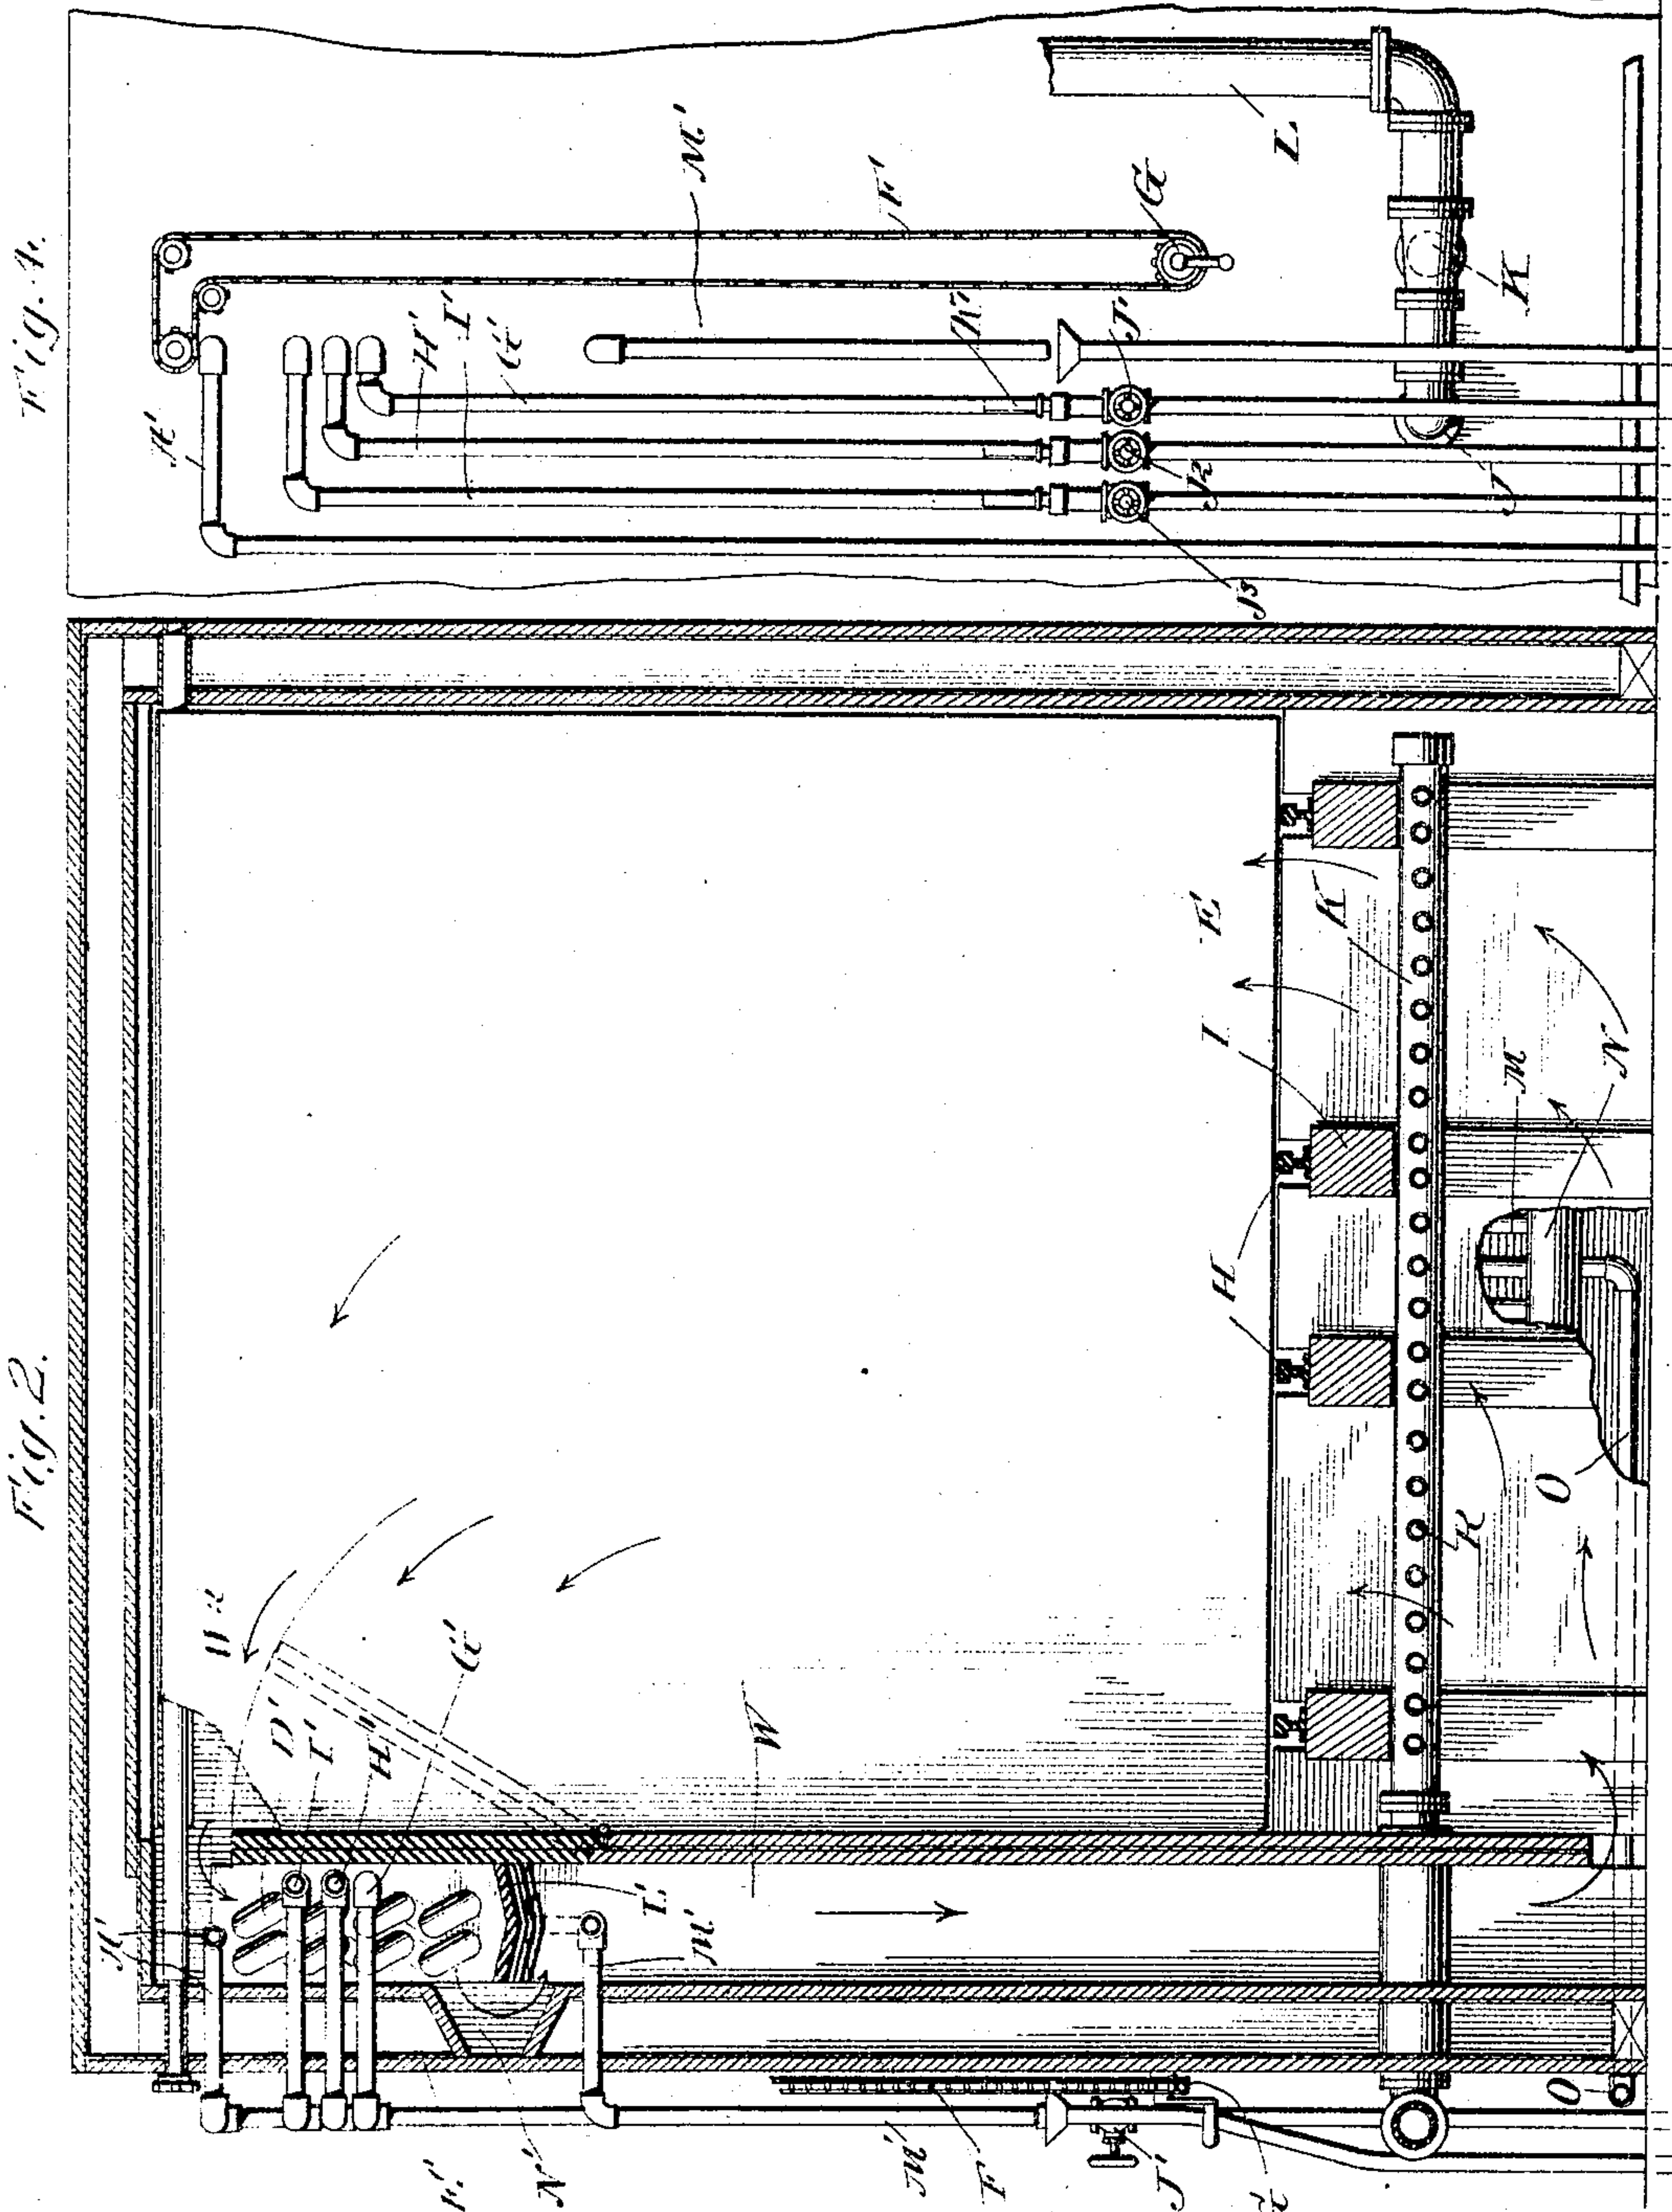 Fig. 4.
M'
F'
L
G
K
H'
I'
G'
K'
J'
J²
J
J³
Fig. 2.
E
K
I
M
N
H
O
R
D'
I'
H'
G'
W
L'
M'
N'
M'
F'
J'
O